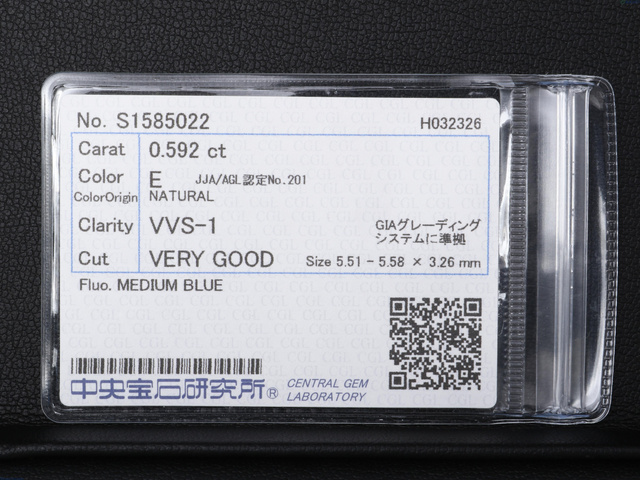 No. S1585022 H032326
Carat 0.592 ct
Color E JJA/AGL認定No.201
ColorOrigin NATURAL
Clarity VVS-1 GIAグレーディング
システムに準拠
Cut VERY GOOD Size 5.51 - 5.58 × 3.26 mm
Fluo. MEDIUM BLUE
中央宝石研究所® CENTRAL GEM
LABORATORY